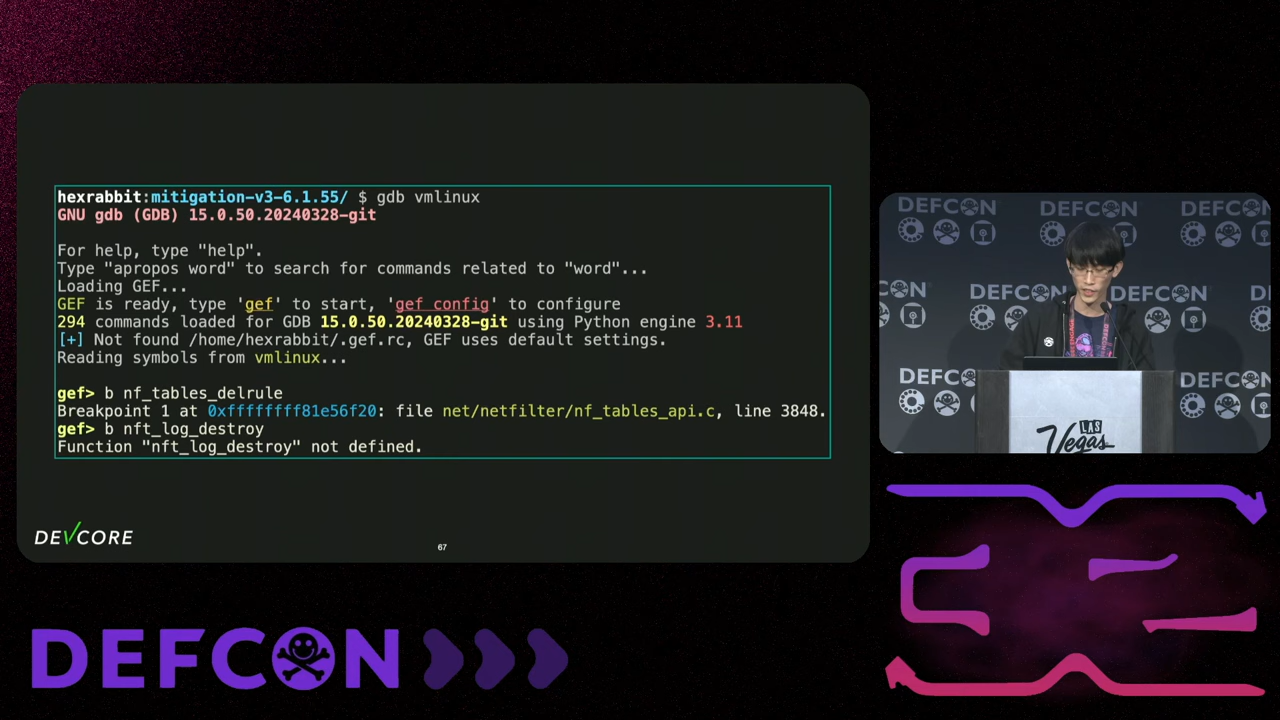 hexrabbit:mitigation-v3-6.1.55/ $ gdb vmlinux
GNU gdb (GDB) 15.0.50.20240328-git
For help, type "help".
Type "apropos word" to search for commands related to "word"...
Loading GEF...
GEF is ready, type 'gef' to start, 'gef config' to configure
294 commands loaded for GDB 15.0.50.20240328-git using Python engine 3.11
[+] Not found /home/hexrabbit/.gef.rc, GEF uses default settings.
Reading symbols from vmlinux...
gef> b nf_tables_delrule
Breakpoint 1 at 0xffffffff81e56f20: file net/netfilter/nf_tables_api.c, line 3848.
gef> b nft_log_destroy
Function "nft_log_destroy" not defined.
DEVCORE
67
DEFCON DEFCON DEFCON
DEFCON
DEFCON
DEFCON
LAS
Vegas
DEFCON